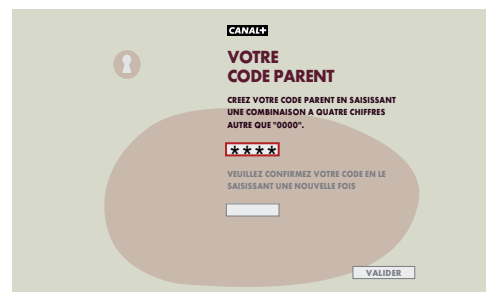 CANAL+
VOTRE
CODE PARENT
CREEZ VOTRE CODE PARENT EN SAISISSANT
UNE COMBINAISON A QUATRE CHIFFRES
AUTRE QUE "0000".
****
VEUILLEZ CONFIRMEZ VOTRE CODE EN LE
SAISISSANT UNE NOUVELLE FOIS
VALIDER